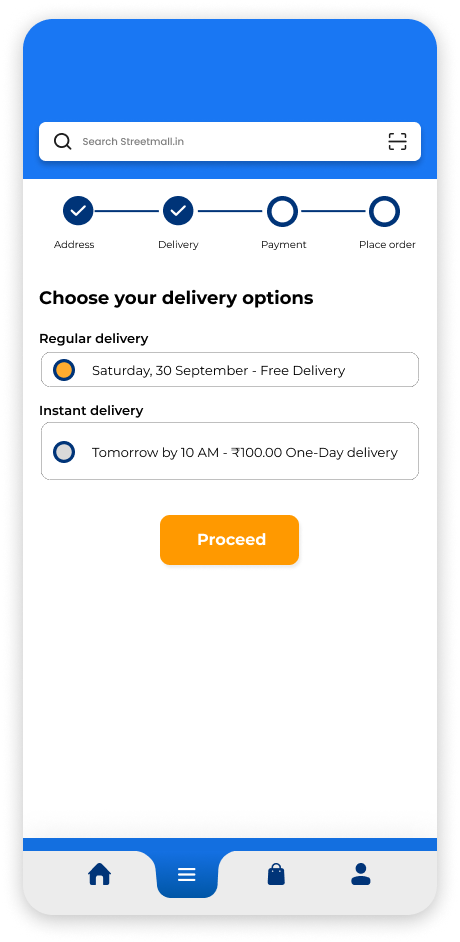 Search Streetmall.in
Address Delivery Payment Place order
Choose your delivery options
Regular delivery
Saturday, 30 September - Free Delivery
Instant delivery
Tomorrow by 10 AM - ₹100.00 One-Day delivery
Proceed